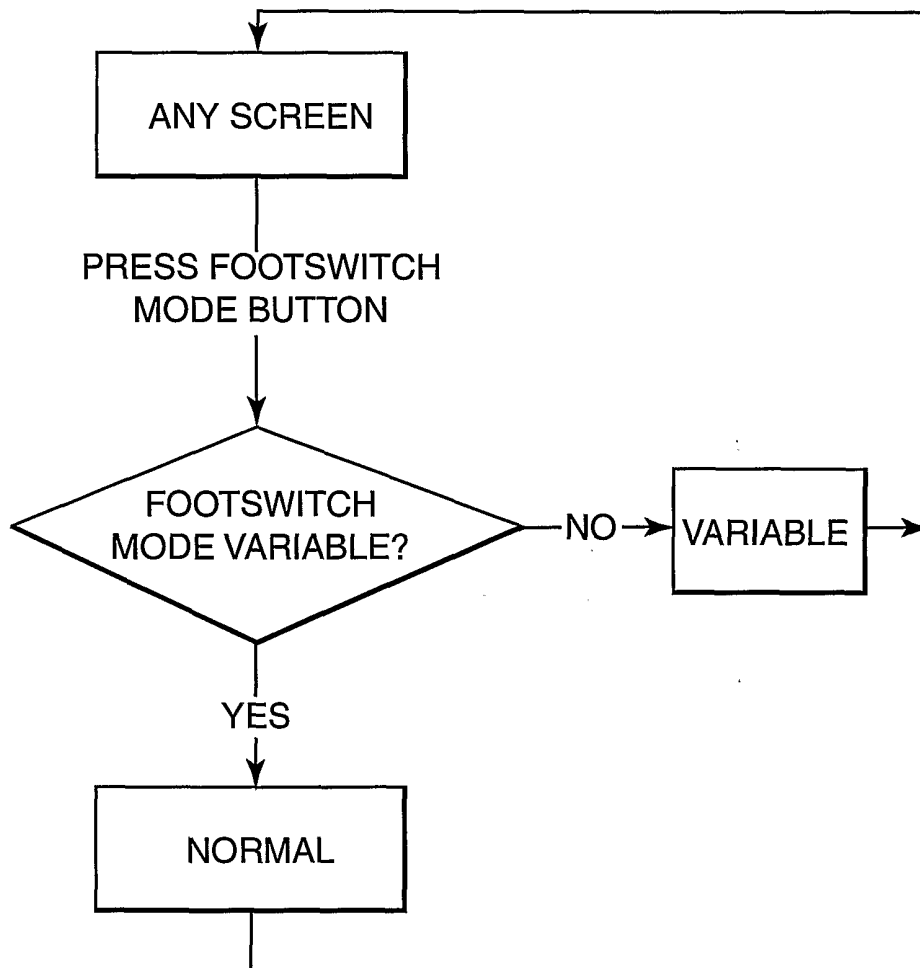 ANY SCREEN
PRESS FOOTSWITCH
MODE BUTTON
FOOTSWITCH
MODE VARIABLE?
NO
VARIABLE
YES
NORMAL